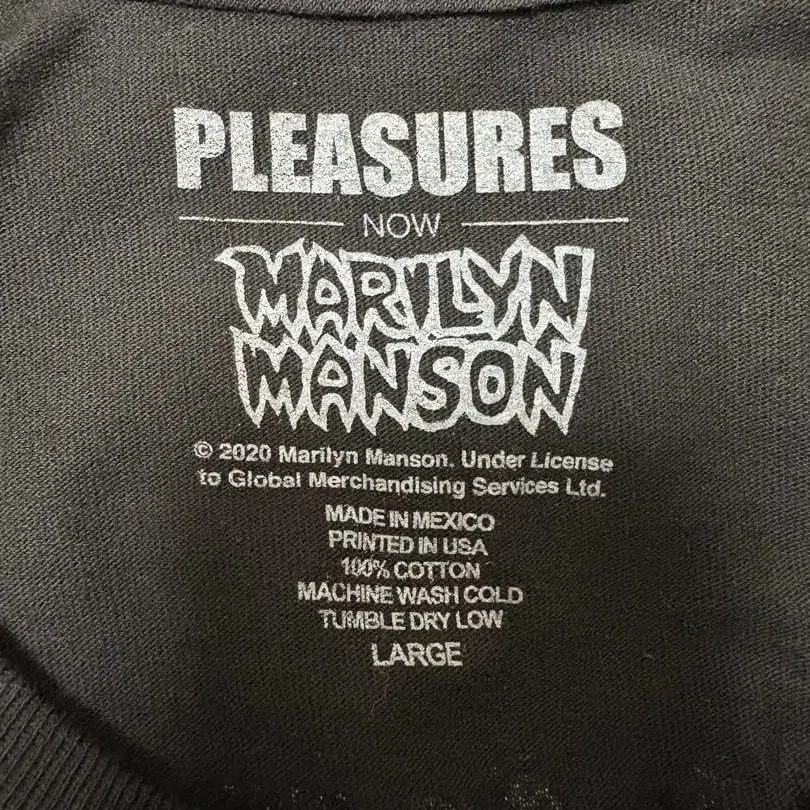 PLEASURES
NOW
MARILYN
MANSON
© 2020 Marilyn Manson. Under License
to Global Merchandising Services Ltd.
MADE IN MEXICO
PRINTED IN USA
100% COTTON
MACHINE WASH COLD
TUMBLE DRY LOW
LARGE